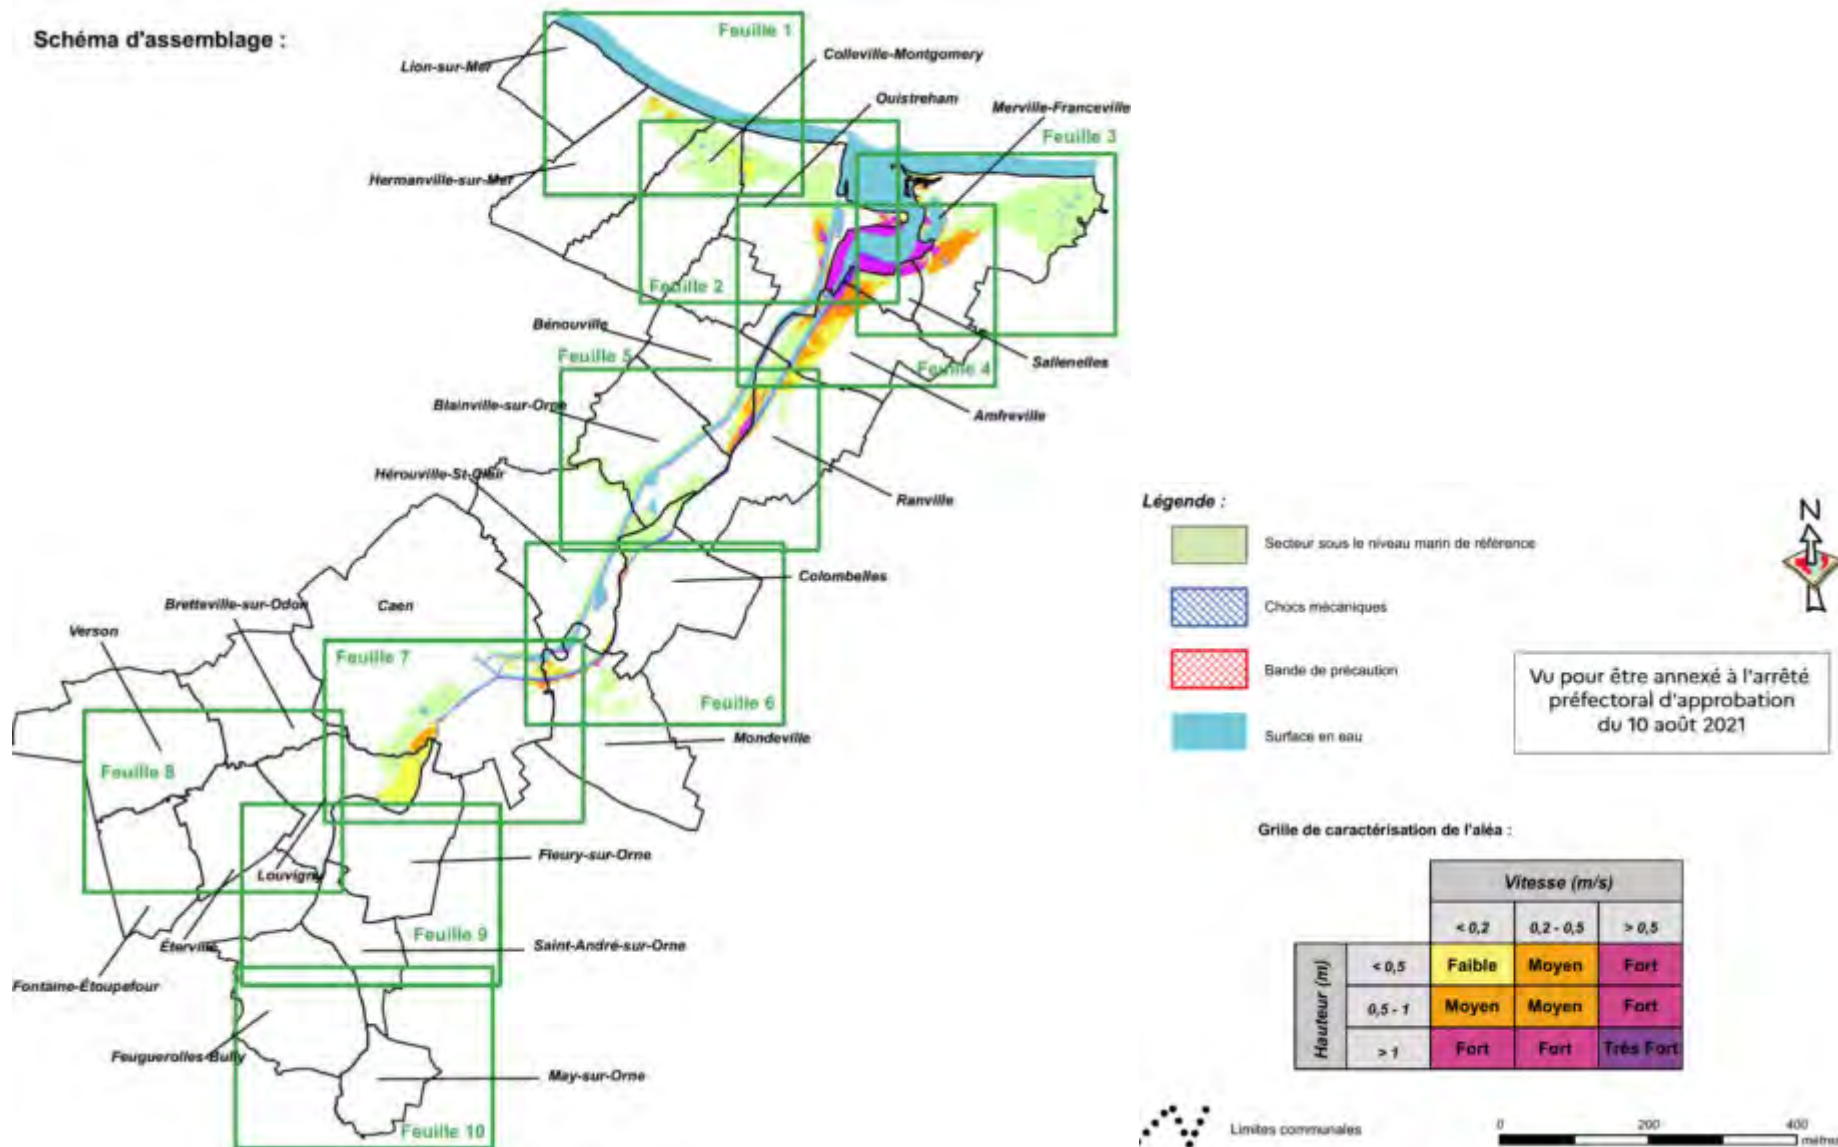 Schéma d'assemblage :
Feuille 1
Lion-sur-Mer
Colleville-Montgomery
Ouistreham
Merville-Franceville
Feuille 3
Hermanville-sur-Mer
Feuille 2
Bénouville
Feuille 5
Sallenelles
Feuille 4
Blainville-sur-Orne
Amfreville
Hérouville-St-Clair
Ranville
Colombelles
Bretteville-sur-Odon
Caen
Verson
Feuille 7
Feuille 6
Mondeville
Feuille 8
Fleury-sur-Orne
Louvigny
Feuille 9
Éterville
Saint-André-sur-Orne
Fontaine-Étoupefour
Feuguerolles-Bully
May-sur-Orne
Feuille 10
Légende :
Secteur sous le niveau marin de référence
Chocs mécaniques
Bande de précaution
Surface en eau
N
Vu pour être annexé à l'arrêté
préfectoral d'approbation
du 10 août 2021
Grille de caractérisation de l'aléa :
Vitesse (m/s)
< 0,2 0,2 - 0,5 > 0,5
Hauteur (m)
< 0,5 Faible Moyen Fort
0,5 - 1 Moyen Moyen Fort
> 1 Fort Fort Très Fort
Limites communales
0 200 400
mètres